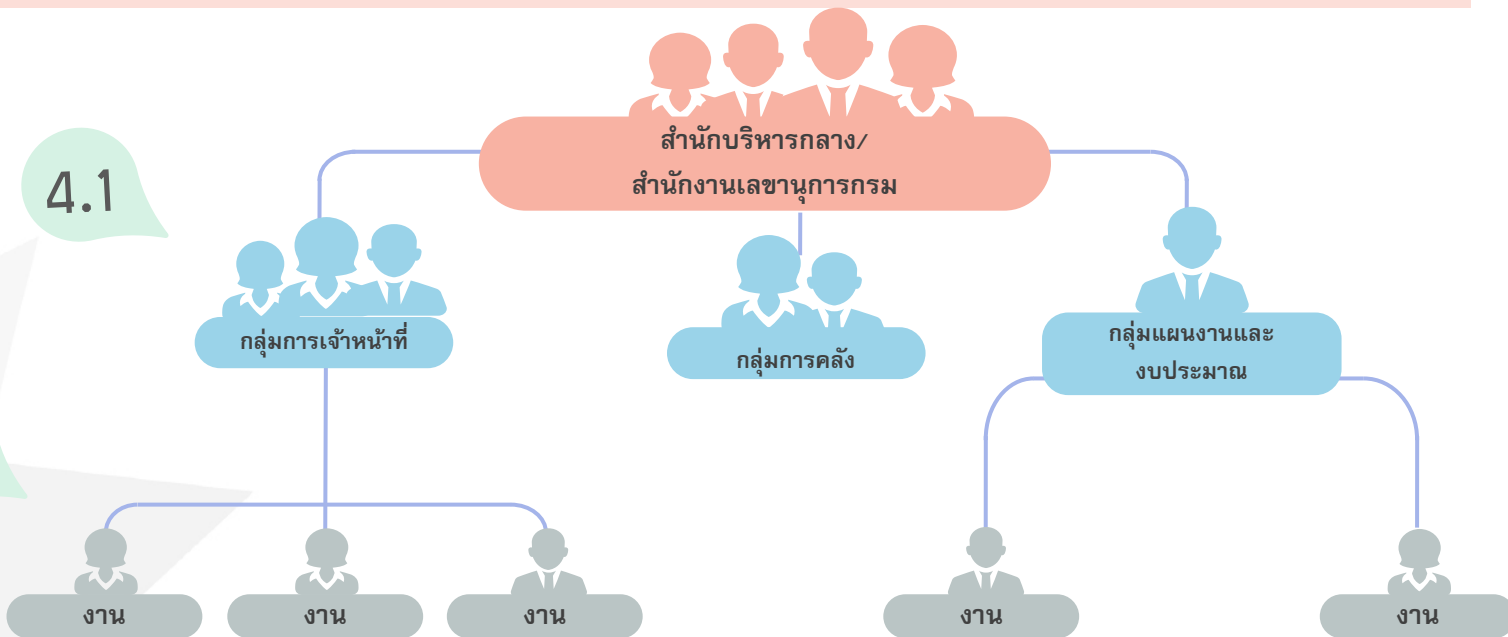 4.1
สำนักบริหารกลาง/
สำนักงานเลขานุการกรม
กลุ่มการเจ้าหน้าที่
กลุ่มการคลัง
กลุ่มแผนงานและ
งบประมาณ
งาน
งาน
งาน
งาน
งาน